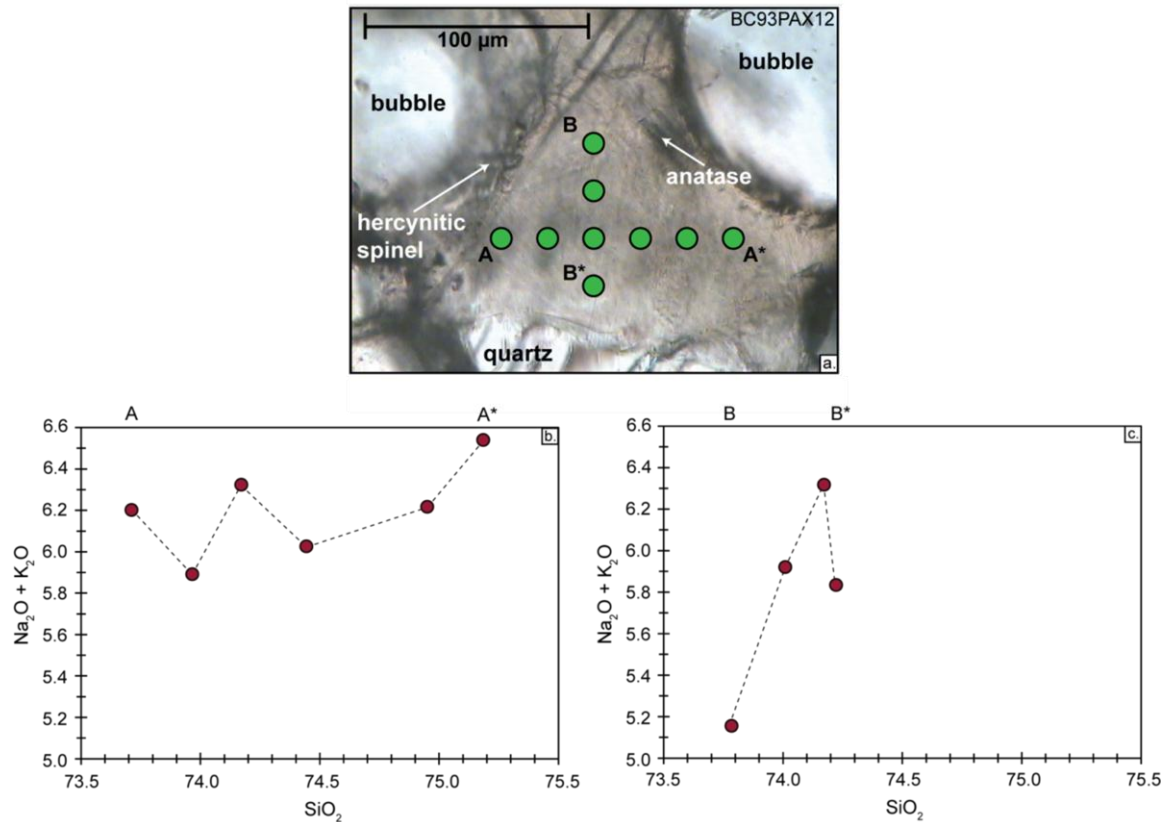 BC93PAX12
100 µm
bubble
bubble
B
anatase
hercynitic
spinel
A
A*
B*
quartz
a.
A A*
b.
6.6
6.4
6.2
6.0
5.8
5.6
5.4
5.2
5.0
Na₂O + K₂O
73.5 74.0 74.5 75.0 75.5
SiO₂
B B*
c.
6.6
6.4
6.2
6.0
5.8
5.6
5.4
5.2
5.0
Na₂O + K₂O
73.5 74.0 74.5 75.0 75.5
SiO₂